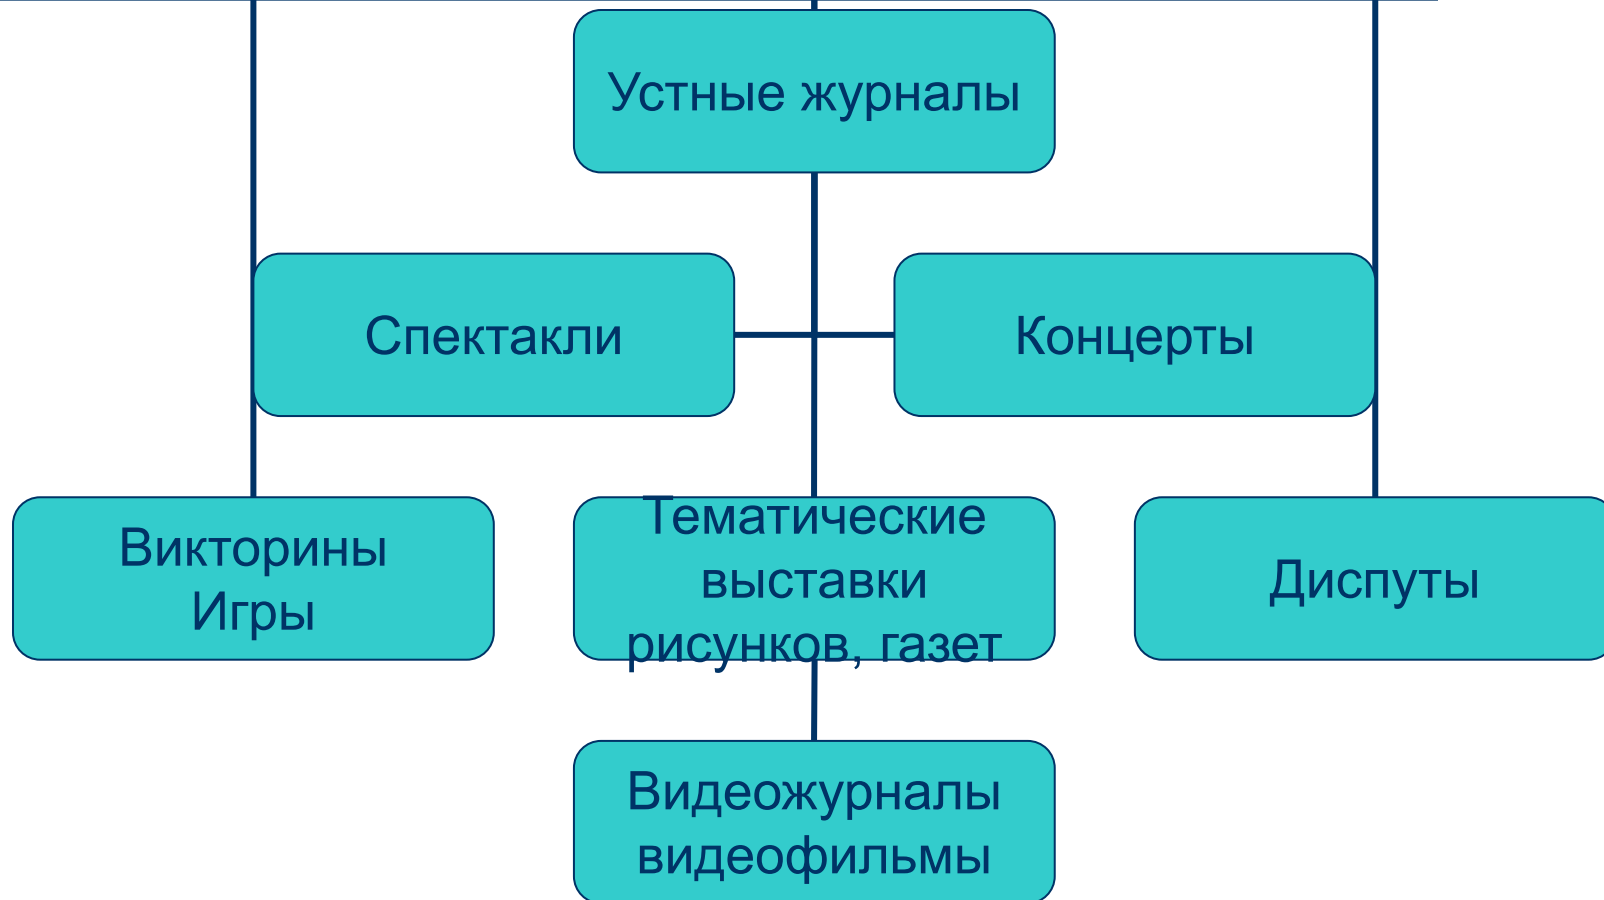 Устные журналы
Спектакли
Концерты
Викторины
Игры
Тематические
выставки
рисунков, газет
Диспуты
Видеожурналы
видеофильмы